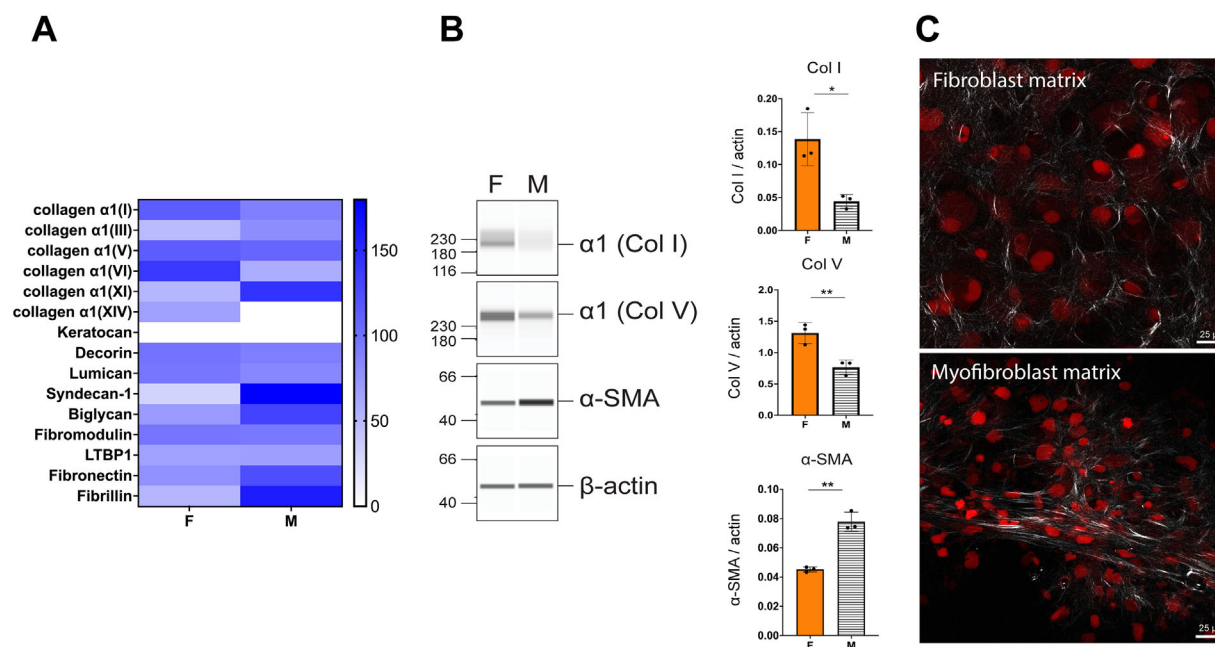 A
collagen α1(I)
collagen α1(III)
collagen α1(V)
collagen α1(VI)
collagen α1(XI)
collagen α1(XIV)
Keratocan
Decorin
Lumican
Syndecan-1
Biglycan
Fibromodulin
LTBP1
Fibronectin
Fibrillin
F M
150
100
50
0
B
F M
230
180
116
α1 (Col I)
230
180
α1 (Col V)
66
40
α-SMA
66
40
β-actin
Col I
*
Col I / actin
0.20
0.15
0.10
0.05
0.00
F M
Col V
**
Col V / actin
2.0
1.5
1.0
0.5
0.0
F M
α-SMA
**
α-SMA / actin
0.10
0.08
0.06
0.04
0.02
0.00
F M
C
Fibroblast matrix
25 µ
Myofibroblast matrix
25 µ